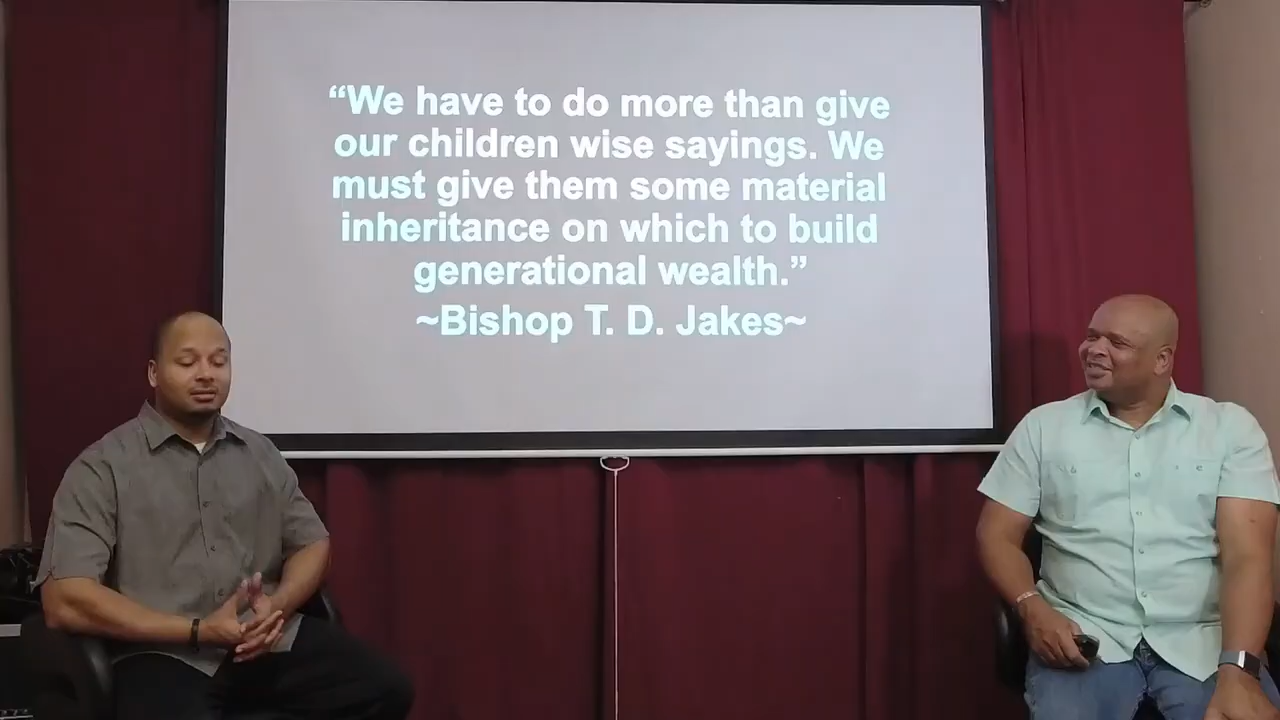 “We have to do more than give
our children wise sayings. We
must give them some material
inheritance on which to build
generational wealth.”
~Bishop T. D. Jakes~